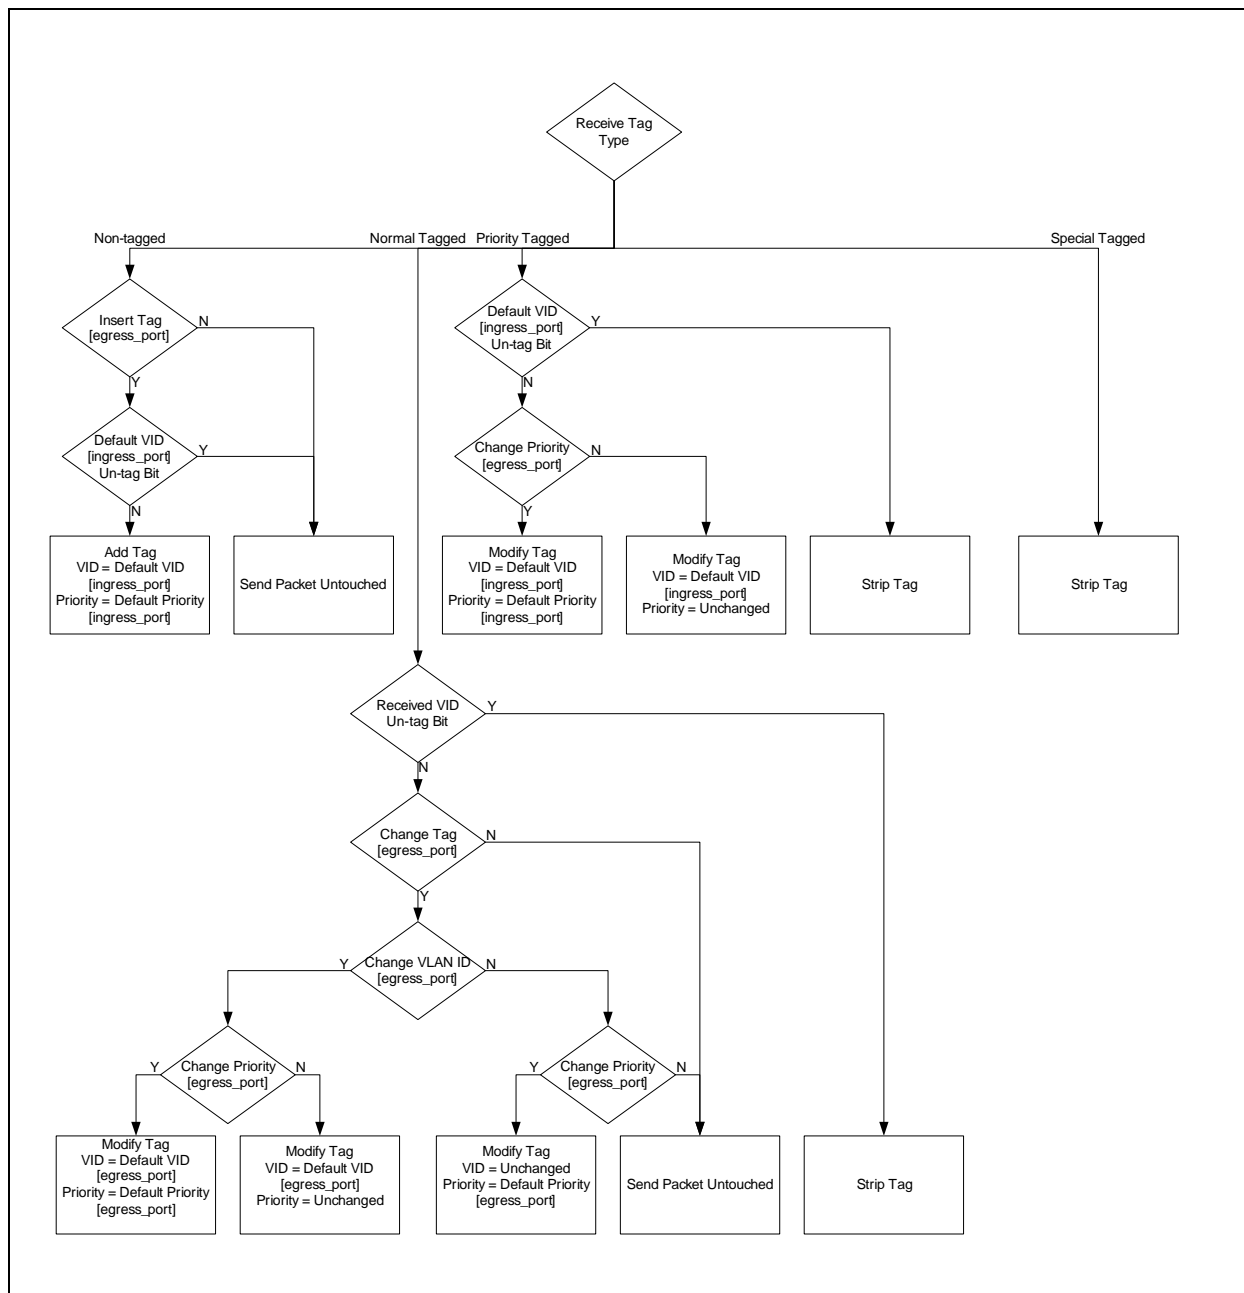 Receive Tag
Type
Non-tagged
Normal Tagged
Priority Tagged
Special Tagged
Insert Tag
[egress_port]
N
Y
Default VID
[ingress_port]
Un-tag Bit
Y
N
Default VID
[ingress_port]
Un-tag Bit
Y
N
Change Priority
[egress_port]
N
Y
Add Tag
VID = Default VID
[ingress_port]
Priority = Default Priority
[ingress_port]
Send Packet Untouched
Modify Tag
VID = Default VID
[ingress_port]
Priority = Default Priority
[ingress_port]
Modify Tag
VID = Default VID
[ingress_port]
Priority = Unchanged
Strip Tag
Strip Tag
Received VID
Un-tag Bit
Y
N
Change Tag
[egress_port]
N
Y
Change VLAN ID
[egress_port]
Y
N
Change Priority
[egress_port]
Y
N
Change Priority
[egress_port]
Y
N
Modify Tag
VID = Default VID
[egress_port]
Priority = Default Priority
[egress_port]
Modify Tag
VID = Default VID
[egress_port]
Priority = Unchanged
Modify Tag
VID = Unchanged
Priority = Default Priority
[egress_port]
Send Packet Untouched
Strip Tag